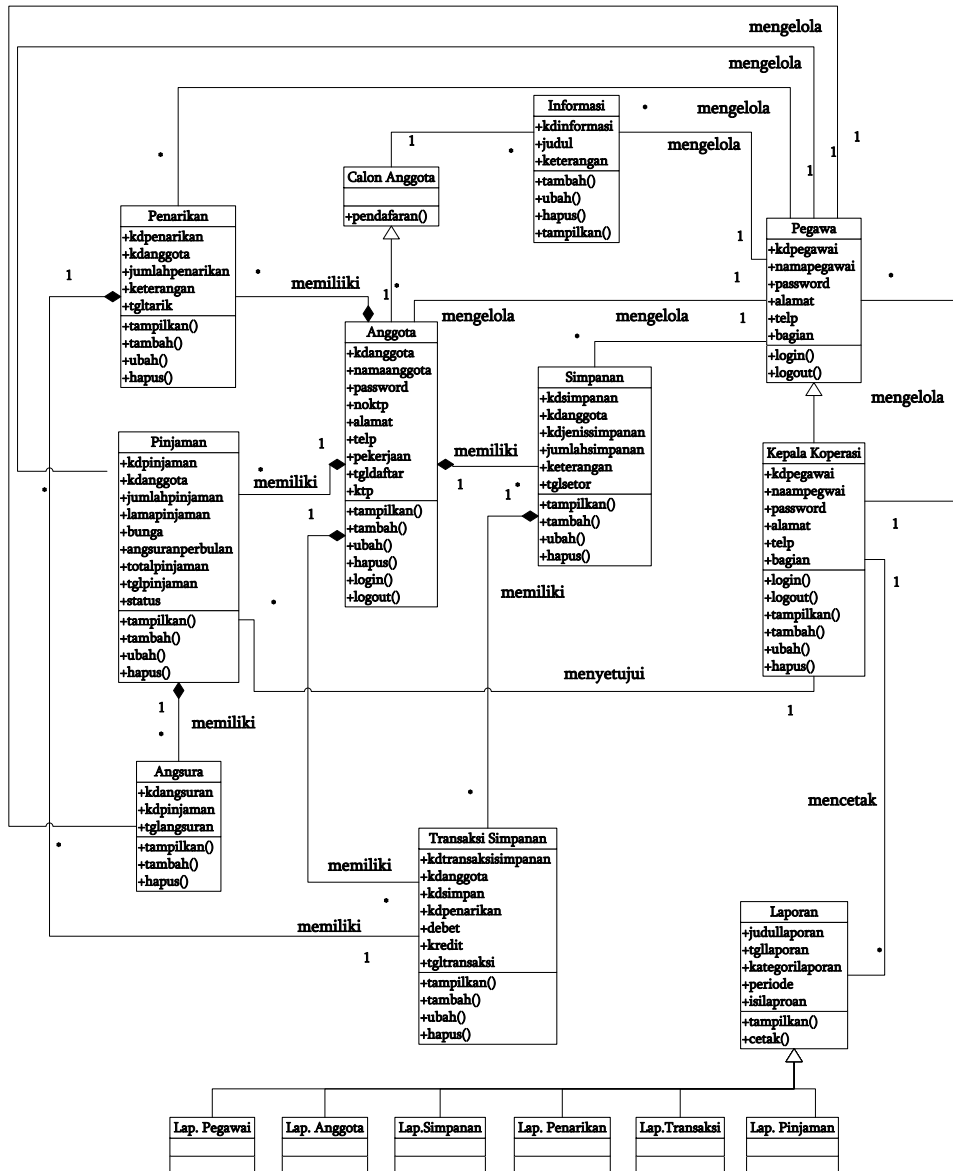 mengelola
mengelola
mengelola
*
mengelola
1
1
1
*
1
*
Informasi
+kdinformasi
+judul
+keterangan
+tambah()
+ubah()
+hapus()
+tampilkan()
Calon Anggota
+pendafaran()
Penarikan
+kdpenarikan
+kdanggota
+jumlahpenarikan
+keterangan
+tgltarik
+tampilkan()
+tambah()
+ubah()
+hapus()
1
*
memiliiki
1
*
mengelola
mengelola
1
1
1
*
*
Pegawa
+kdpegawai
+namapegawai
+password
+alamat
+telp
+bagian
+login()
+logout()
mengelola
Anggota
+kdanggota
+namaanggota
+password
+noktp
+alamat
+telp
+pekerjaan
+tgldaftar
+ktp
+tampilkan()
+tambah()
+ubah()
+hapus()
+login()
+logout()
Simpanan
+kdsimpanan
+kdanggota
+kdjenissimpanan
+jumlahsimpanan
+keterangan
+tglsetor
+tampilkan()
+tambah()
+ubah()
+hapus()
Pinjaman
+kdpinjaman
+kdanggota
+jumlahpinjaman
+lamapinjaman
+bunga
+angsuranperbulan
+totalpinjaman
+tglpinjaman
+status
+tampilkan()
+tambah()
+ubah()
+hapus()
*
1
*
memiliki
1
memiliki
1
*
1
*
memiliki
Kepala Koperasi
+kdpegawai
+naampegwai
+password
+alamat
+telp
+bagian
+login()
+logout()
+tampilkan()
+tambah()
+ubah()
+hapus()
1
1
menyetujui
1
1
memiliki
*
Angsura
+kdangsuran
+kdpinjaman
+tglangsuran
+tampilkan()
+tambah()
+hapus()
*
*
mencetak
memiliki
*
memiliki
1
Transaksi Simpanan
+kdtransaksisimpanan
+kdanggota
+kdsimpan
+kdpenarikan
+debet
+kredit
+tgltransaksi
+tampilkan()
+tambah()
+ubah()
+hapus()
Laporan
+judullaporan
+tgllaporan
+kategorilaporan
+periode
+isilaproan
+tampilkan()
+cetak()
*
Lap. Pegawai
Lap. Anggota
Lap.Simpanan
Lap. Penarikan
Lap.Transaksi
Lap. Pinjaman